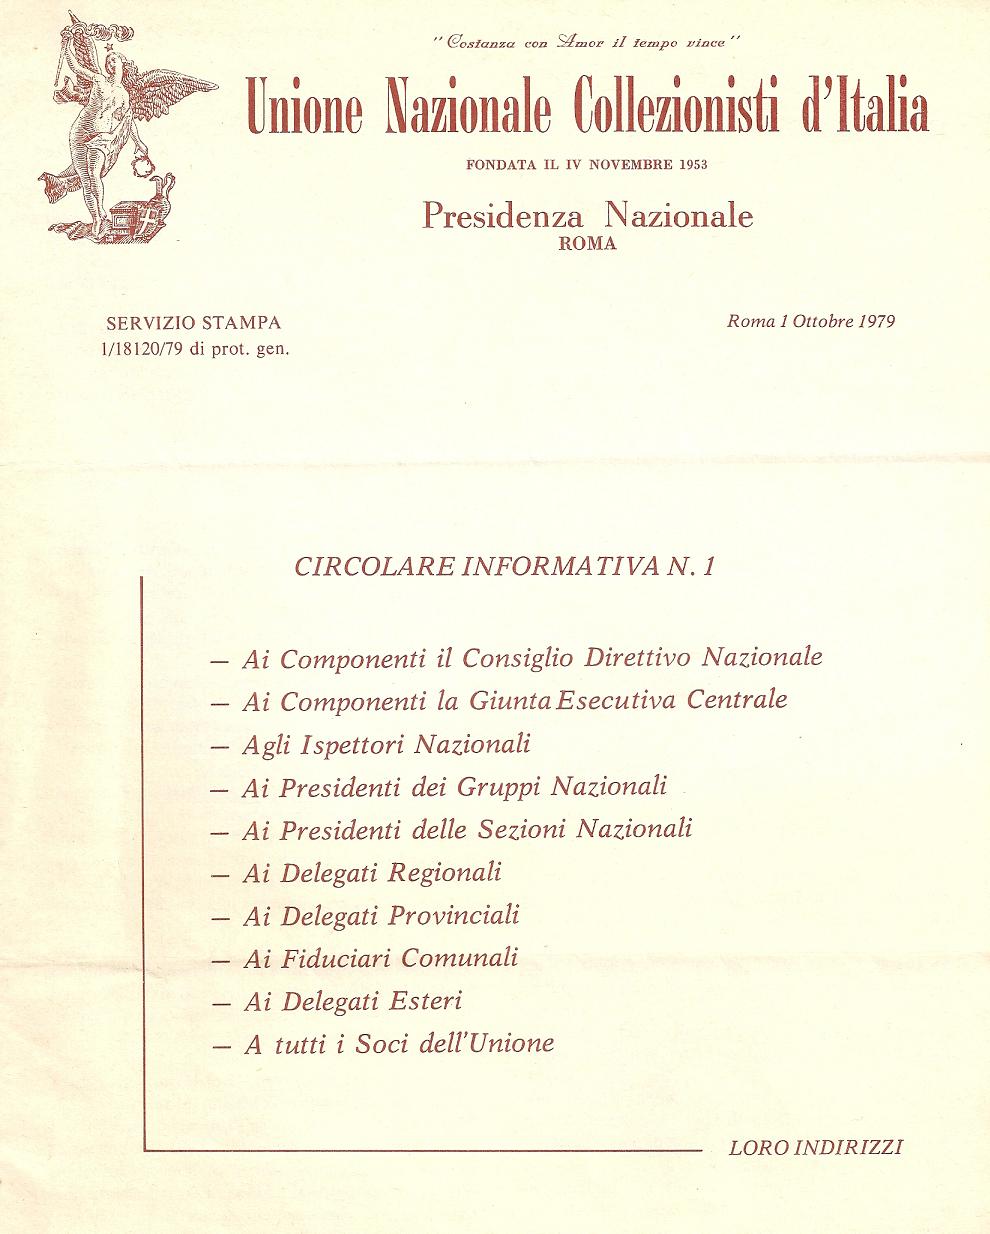 "Costanza con Amor il tempo vince"
Unione Nazionale Collezionisti d'Italia
FONDATA IL IV NOVEMBRE 1953
Presidenza Nazionale
ROMA
SERVIZIO STAMPA
1/18120/79 di prot. gen.
Roma 1 Ottobre 1979
CIRCOLARE INFORMATIVA N. 1
— Ai Componenti il Consiglio Direttivo Nazionale
— Ai Componenti la Giunta Esecutiva Centrale
— Agli Ispettori Nazionali
— Ai Presidenti dei Gruppi Nazionali
— Ai Presidenti delle Sezioni Nazionali
— Ai Delegati Regionali
— Ai Delegati Provinciali
— Ai Fiduciari Comunali
— Ai Delegati Esteri
— A tutti i Soci dell'Unione
LORO INDIRIZZI